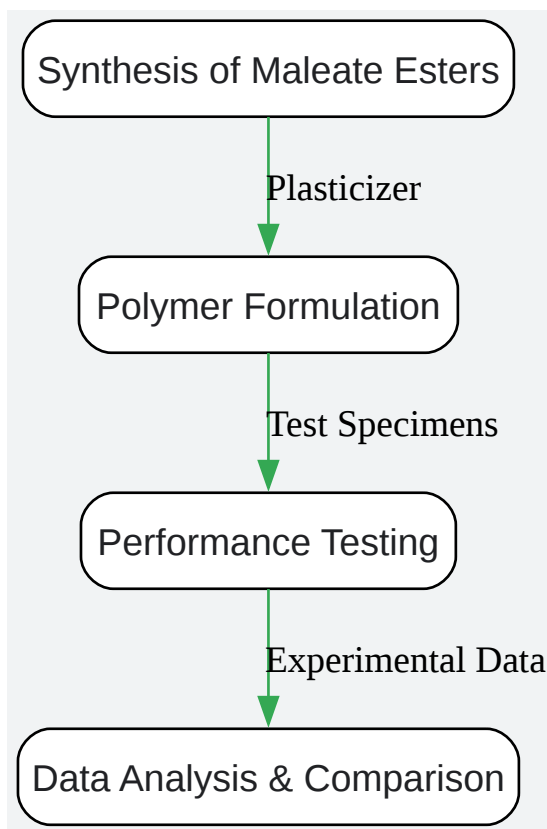 Synthesis of Maleate Esters
Plasticizer
Polymer Formulation
Test Specimens
Performance Testing
Experimental Data
Data Analysis & Comparison